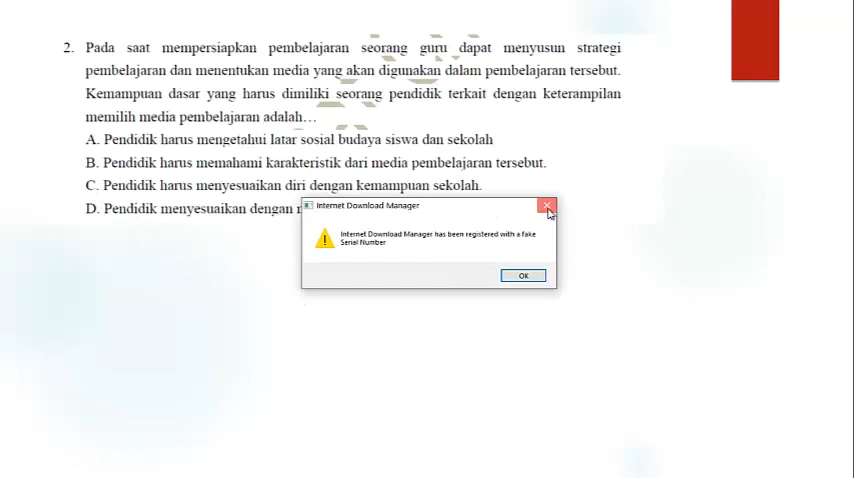 2. Pada saat mempersiapkan pembelajaran seorang guru dapat menyusun strategi
pembelajaran dan menentukan media yang akan digunakan dalam pembelajaran tersebut.
Kemampuan dasar yang harus dimiliki seorang pendidik terkait dengan keterampilan
memilih media pembelajaran adalah…
A. Pendidik harus mengetahui latar sosial budaya siswa dan sekolah
B. Pendidik harus memahami karakteristik dari media pembelajaran tersebut.
C. Pendidik harus menyesuaikan diri dengan kemampuan sekolah.
D. Pendidik menyesuaikan dengan
Internet Download Manager
Internet Download Manager has been registered with a fake
Serial Number
OK